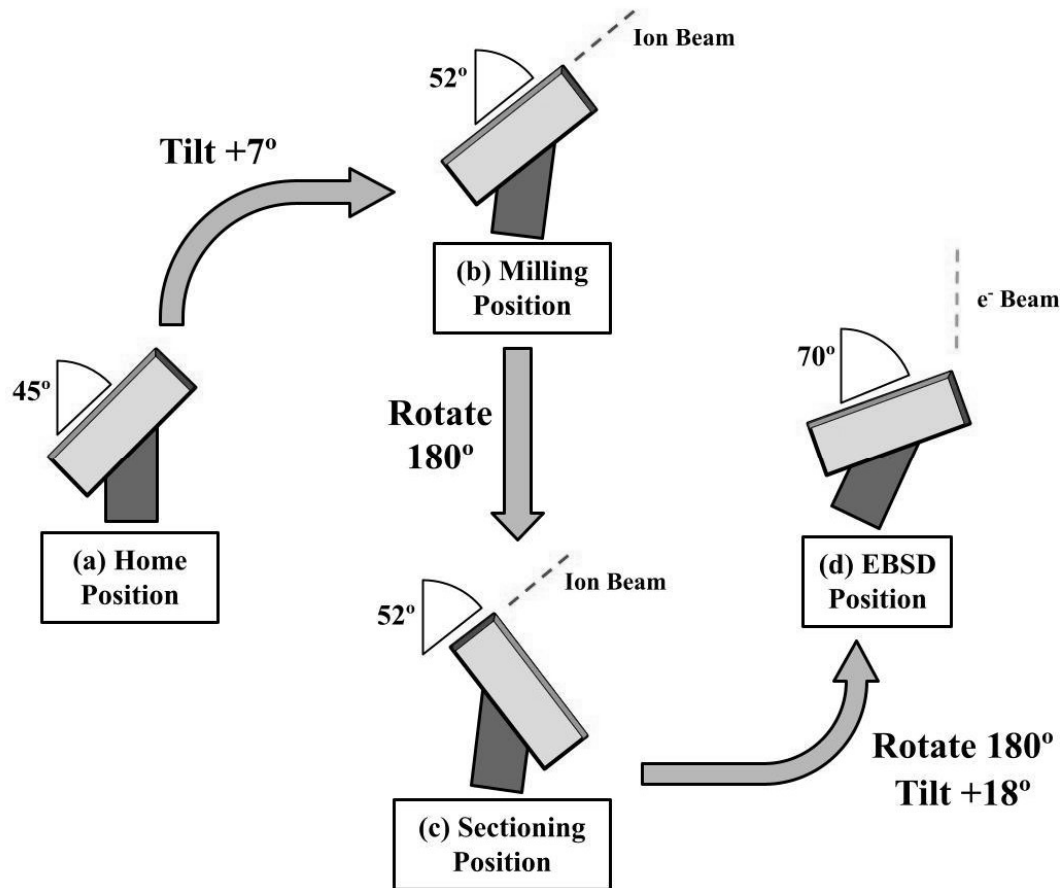 Ion Beam
52º
Tilt +7º
(b) Milling
Position
e⁻ Beam
45º
70º
Rotate
180º
(a) Home
Position
(d) EBSD
Position
Ion Beam
52º
Rotate 180º
Tilt +18º
(c) Sectioning
Position